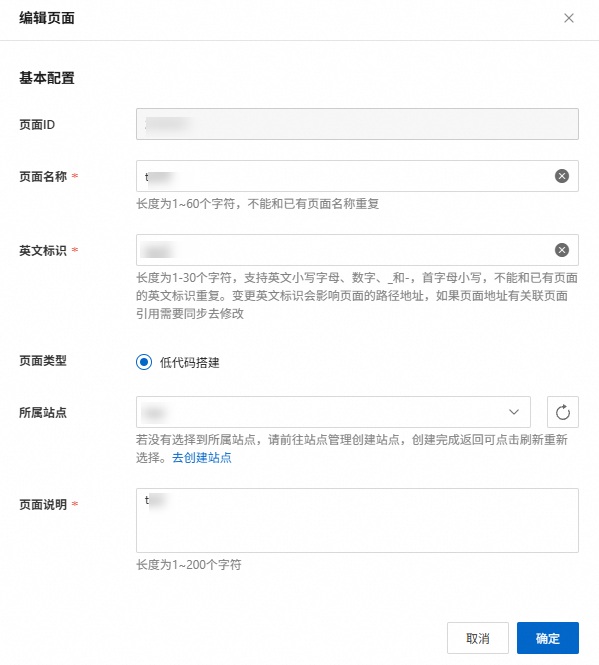 编辑页面
基本配置
页面ID
页面名称 *
长度为1~60个字符，不能和已有页面名称重复
英文标识 *
长度为1-30个字符，支持英文小写字母、数字、_和-，首字母小写，不能和已有页面
的英文标识重复。变更英文标识会影响页面的路径地址，如果页面地址有关联页面
引用需要同步去修改
页面类型
低代码搭建
所属站点
若没有选择到所属站点，请前往站点管理创建站点，创建完成返回可点击刷新重新
选择。去创建站点
页面说明 *
长度为1~200个字符
取消
确定